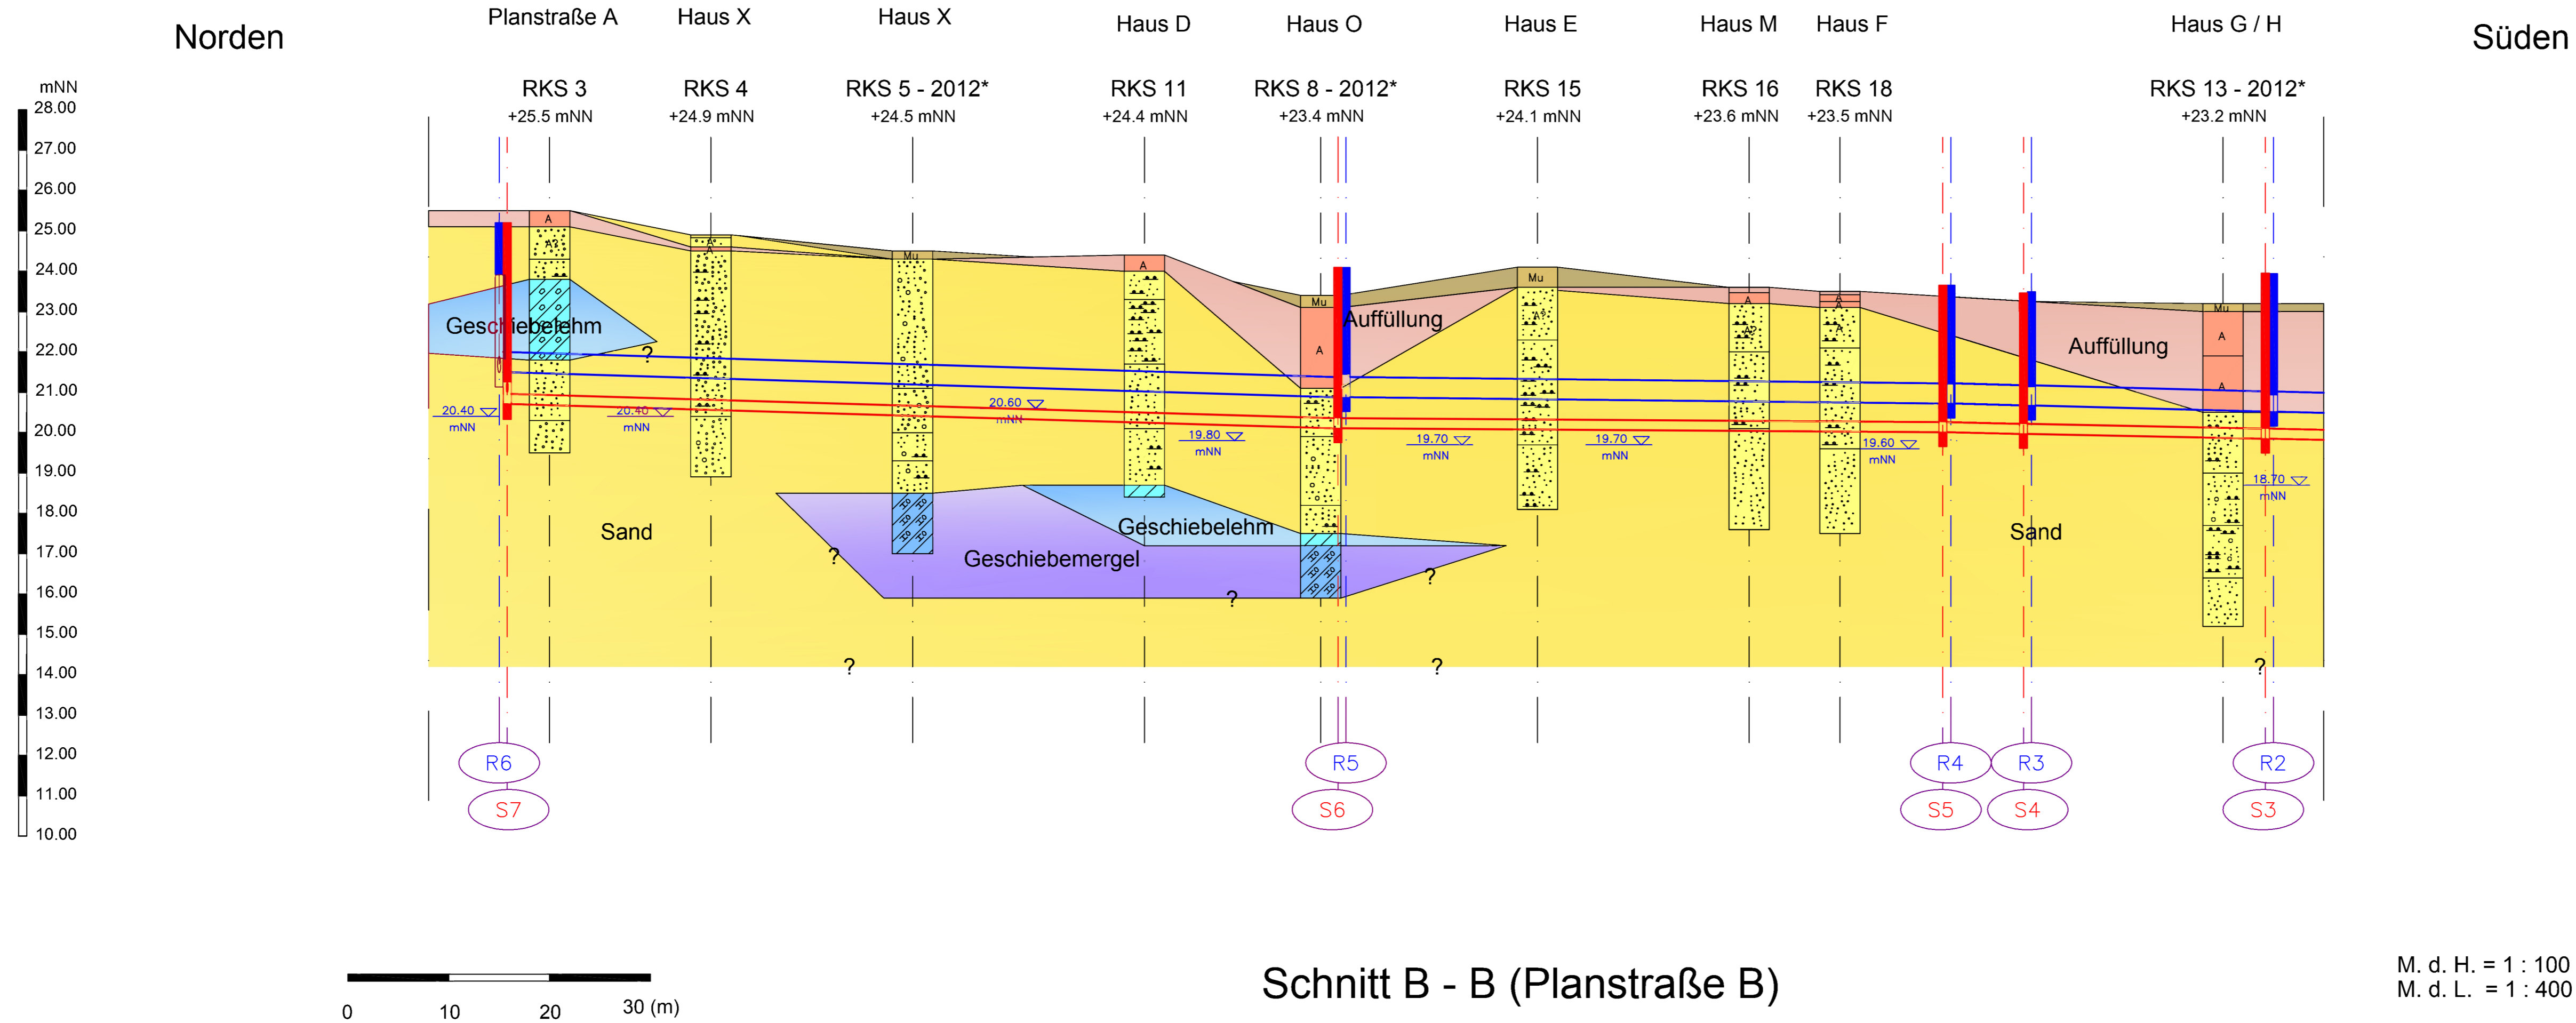 Planstraße A Haus X Haus X Haus D Haus O Haus E Haus M Haus F Haus G / H
Norden Süden
RKS 3 RKS 4 RKS 5 - 2012* RKS 11 RKS 8 - 2012* RKS 15 RKS 16 RKS 18 RKS 13 - 2012*
+25.5 mNN +24.9 mNN +24.5 mNN +24.4 mNN +23.4 mNN +24.1 mNN +23.6 mNN +23.5 mNN +23.2 mNN
mNN
28.00
27.00
26.00
25.00
24.00
23.00
22.00
21.00
20.00
19.00
18.00
17.00
16.00
15.00
14.00
13.00
12.00
11.00
10.00
A
A?
A
A
Mu
A
Mu
A
Mu
A?
A
A?
A
A
A
Mu
A
A
Geschiebelehm
?
Auffüllung
Auffüllung
20.40
mNN
20.40
mNN
20.60
mNN
19.80
mNN
19.70
mNN
19.70
mNN
19.60
mNN
18.70
mNN
Sand
Geschiebelehm
Geschiebemergel
Sand
?
?
?
?
?
?
R6 R5 R4 R3 R2
S7 S6 S5 S4 S3
0 10 20 30 (m)
Schnitt B - B (Planstraße B)
M. d. H. = 1 : 100
M. d. L. = 1 : 400